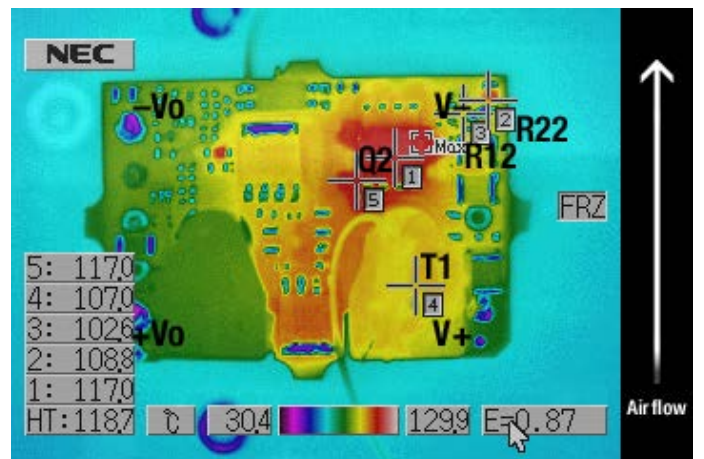 NEC
−Vo
V−
2
R22
3
Max
R12
Q2
1
5
FRZ
T1
4
5: 117.0
4: 107.0
3: 102.6
+Vo
V+
2: 108.8
1: 117.0
HT:118.7 ℃ 30.4 129.9 E=0.87
Airflow